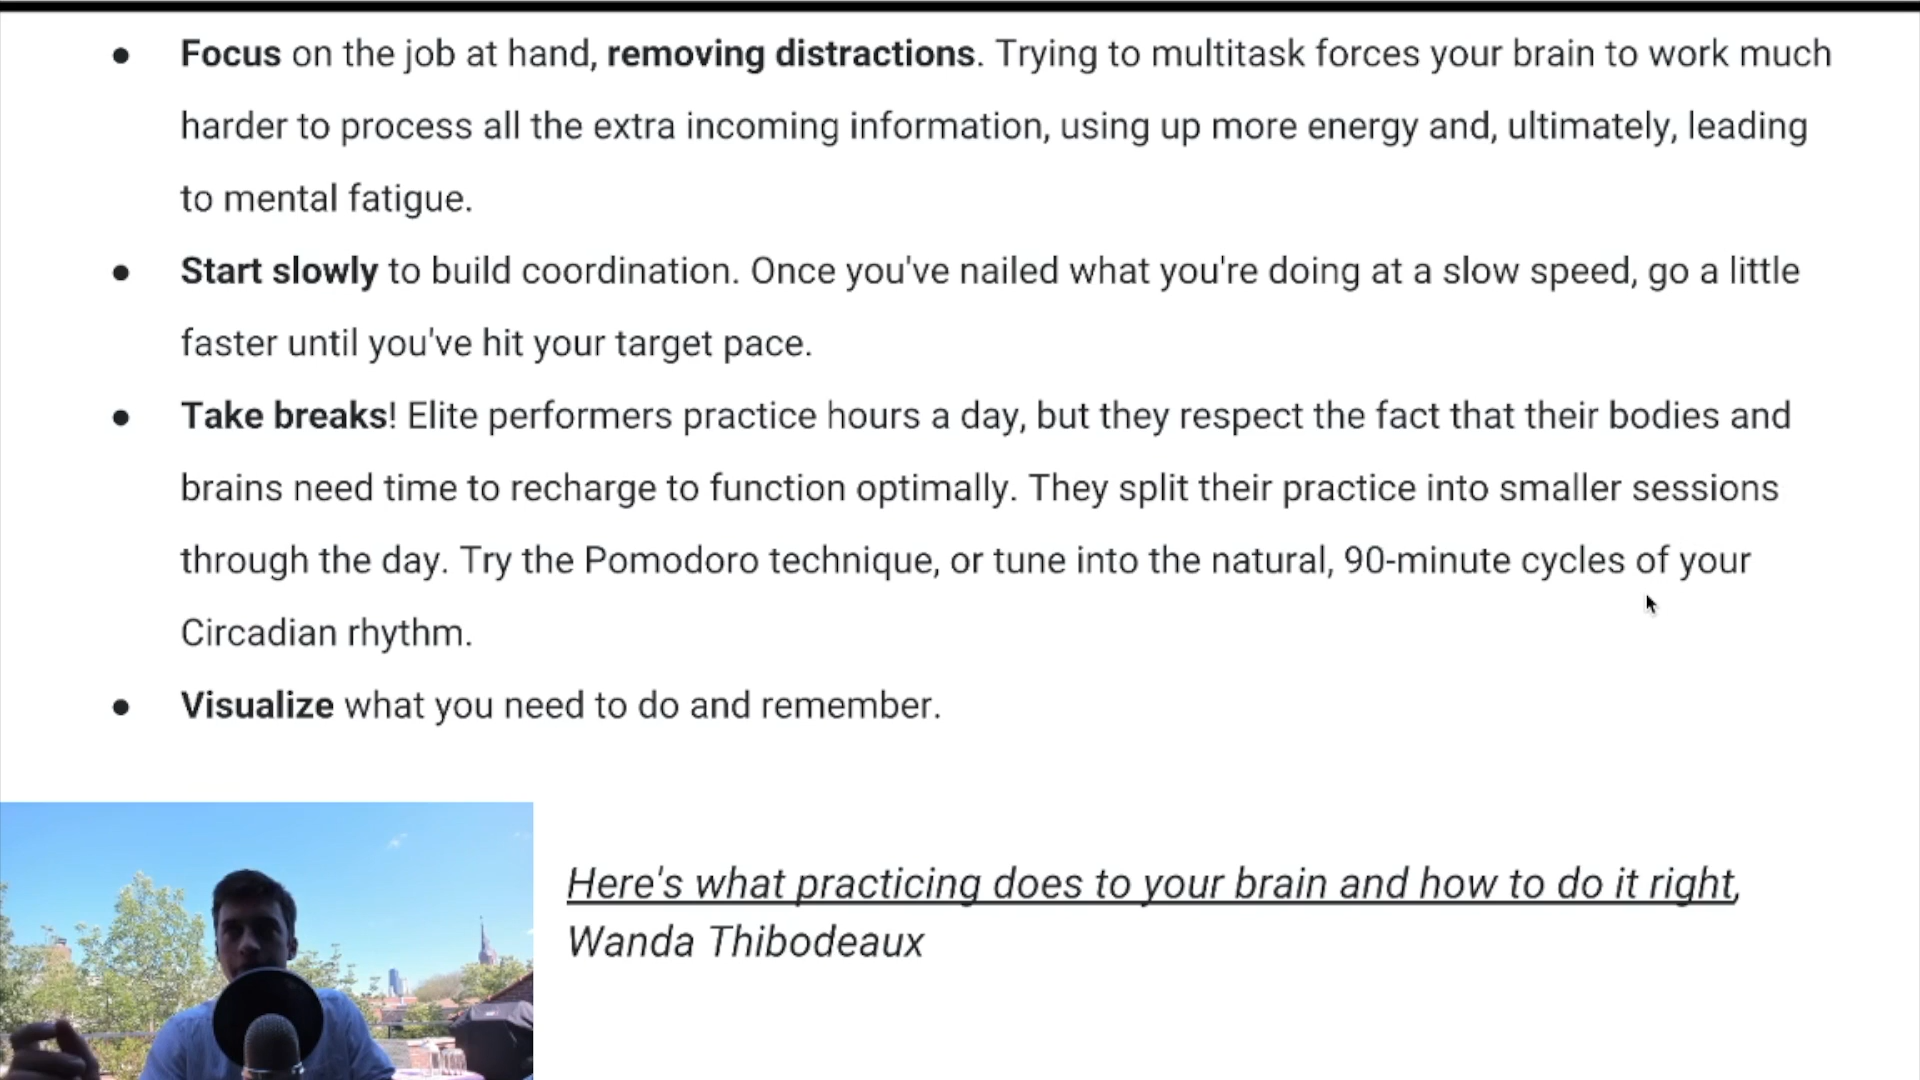 ● Focus on the job at hand, removing distractions. Trying to multitask forces your brain to work much
harder to process all the extra incoming information, using up more energy and, ultimately, leading
to mental fatigue.
● Start slowly to build coordination. Once you've nailed what you're doing at a slow speed, go a little
faster until you've hit your target pace.
● Take breaks! Elite performers practice hours a day, but they respect the fact that their bodies and
brains need time to recharge to function optimally. They split their practice into smaller sessions
through the day. Try the Pomodoro technique, or tune into the natural, 90-minute cycles of your
Circadian rhythm.
● Visualize what you need to do and remember.
Here's what practicing does to your brain and how to do it right,
Wanda Thibodeaux